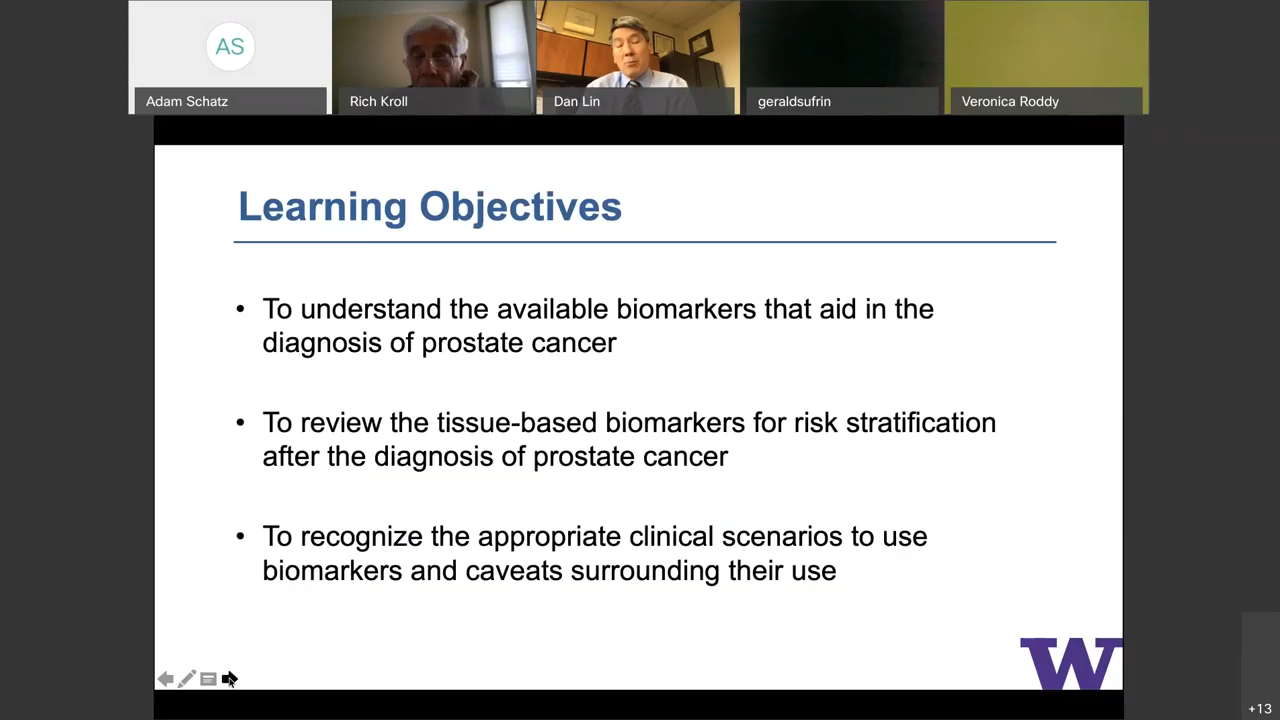 AS
Adam Schatz
Rich Kroll
Dan Lin
geraldsufrin
Veronica Roddy
Learning Objectives
• To understand the available biomarkers that aid in the
diagnosis of prostate cancer
• To review the tissue-based biomarkers for risk stratification
after the diagnosis of prostate cancer
• To recognize the appropriate clinical scenarios to use
biomarkers and caveats surrounding their use
W
+13